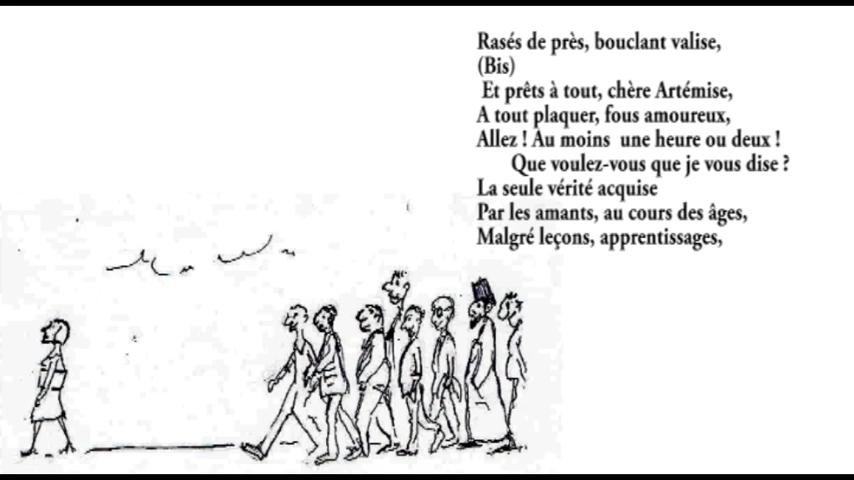 Rasés de près, bouclant valise,
(Bis)
Et prêts à tout, chère Artémise,
A tout plaquer, fous amoureux,
Allez ! Au moins une heure ou deux !
Que voulez-vous que je vous dise ?
La seule vérité acquise
Par les amants, au cours des âges,
Malgré leçons, apprentissages,